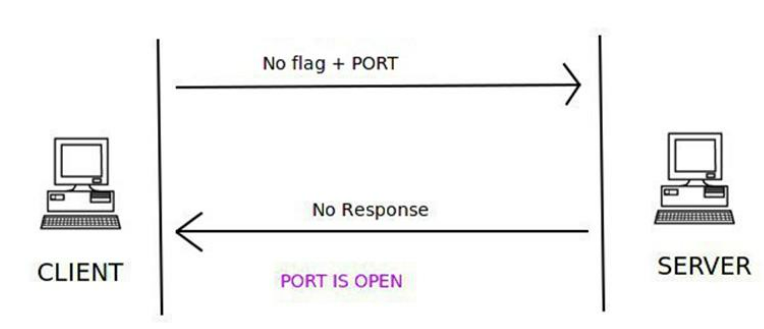 No flag + PORT
No Response
PORT IS OPEN
CLIENT
SERVER